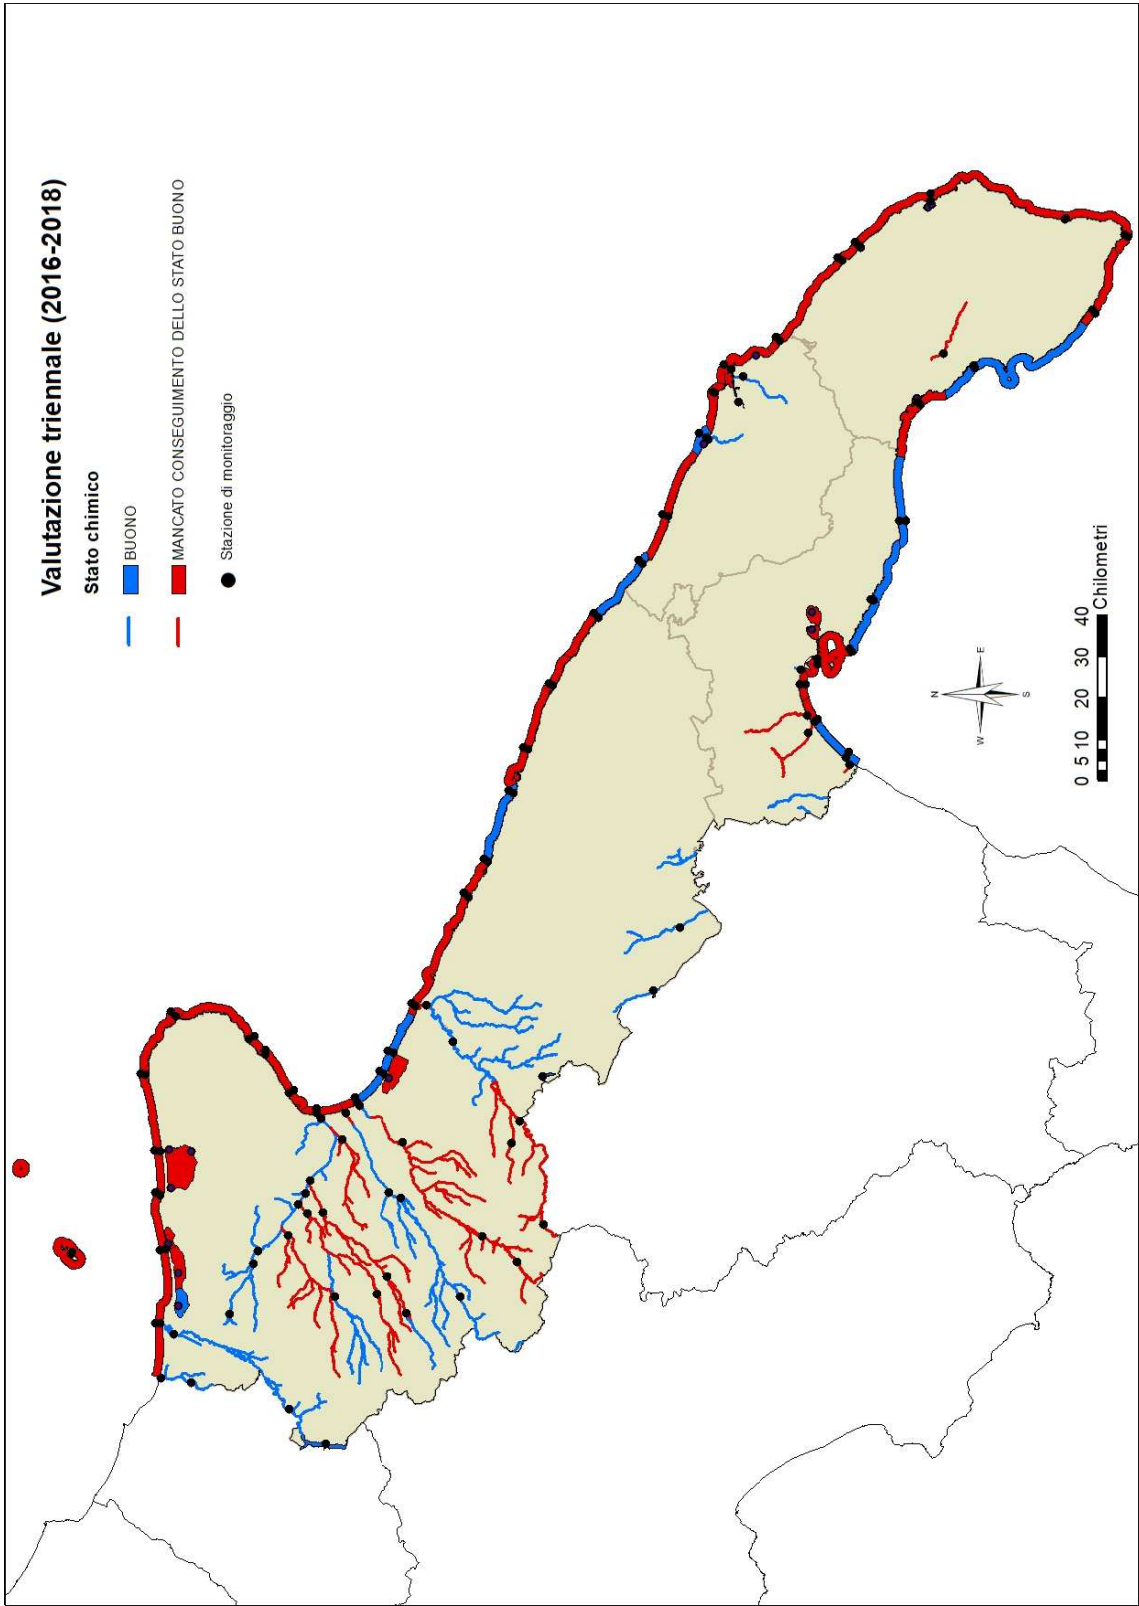 Valutazione triennale (2016-2018)
Stato chimico
BUONO
MANCATO CONSEGUIMENTO DELLO STATO BUONO
Stazione di monitoraggio
N
W E
S
0 5 10 20 30 40
Chilometri